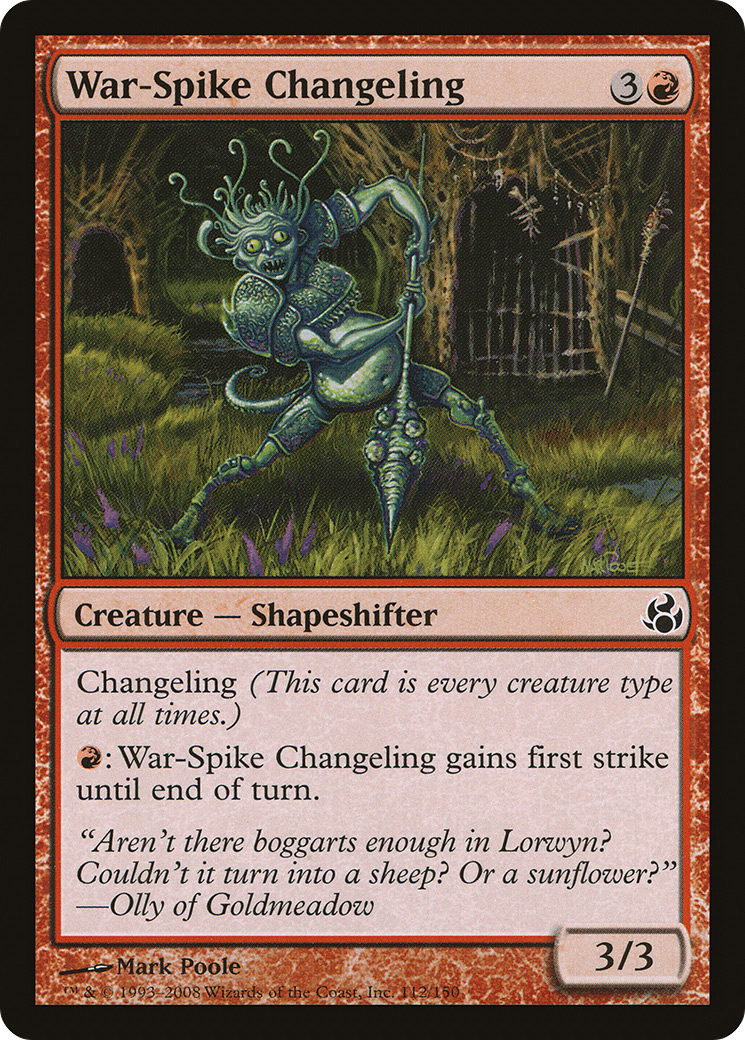 War-Spike Changeling 3
Creature — Shapeshifter
Changeling (This card is every creature type
at all times.)
: War-Spike Changeling gains first strike
until end of turn.
“Aren’t there boggarts enough in Lorwyn?
Couldn’t it turn into a sheep? Or a sunflower?”
—Olly of Goldmeadow
3/3
Mark Poole
™ & © 1993–2008 Wizards of the Coast, Inc. 112/150